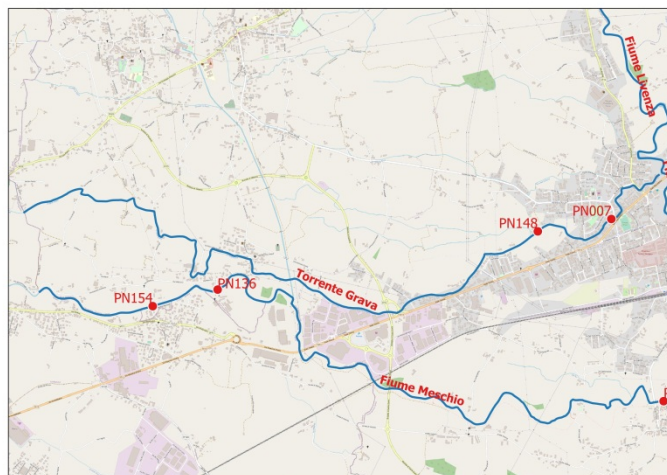 Fiume Livenza
PN007
PN148
Torrente Grava
PN136
PN154
Fiume Meschio